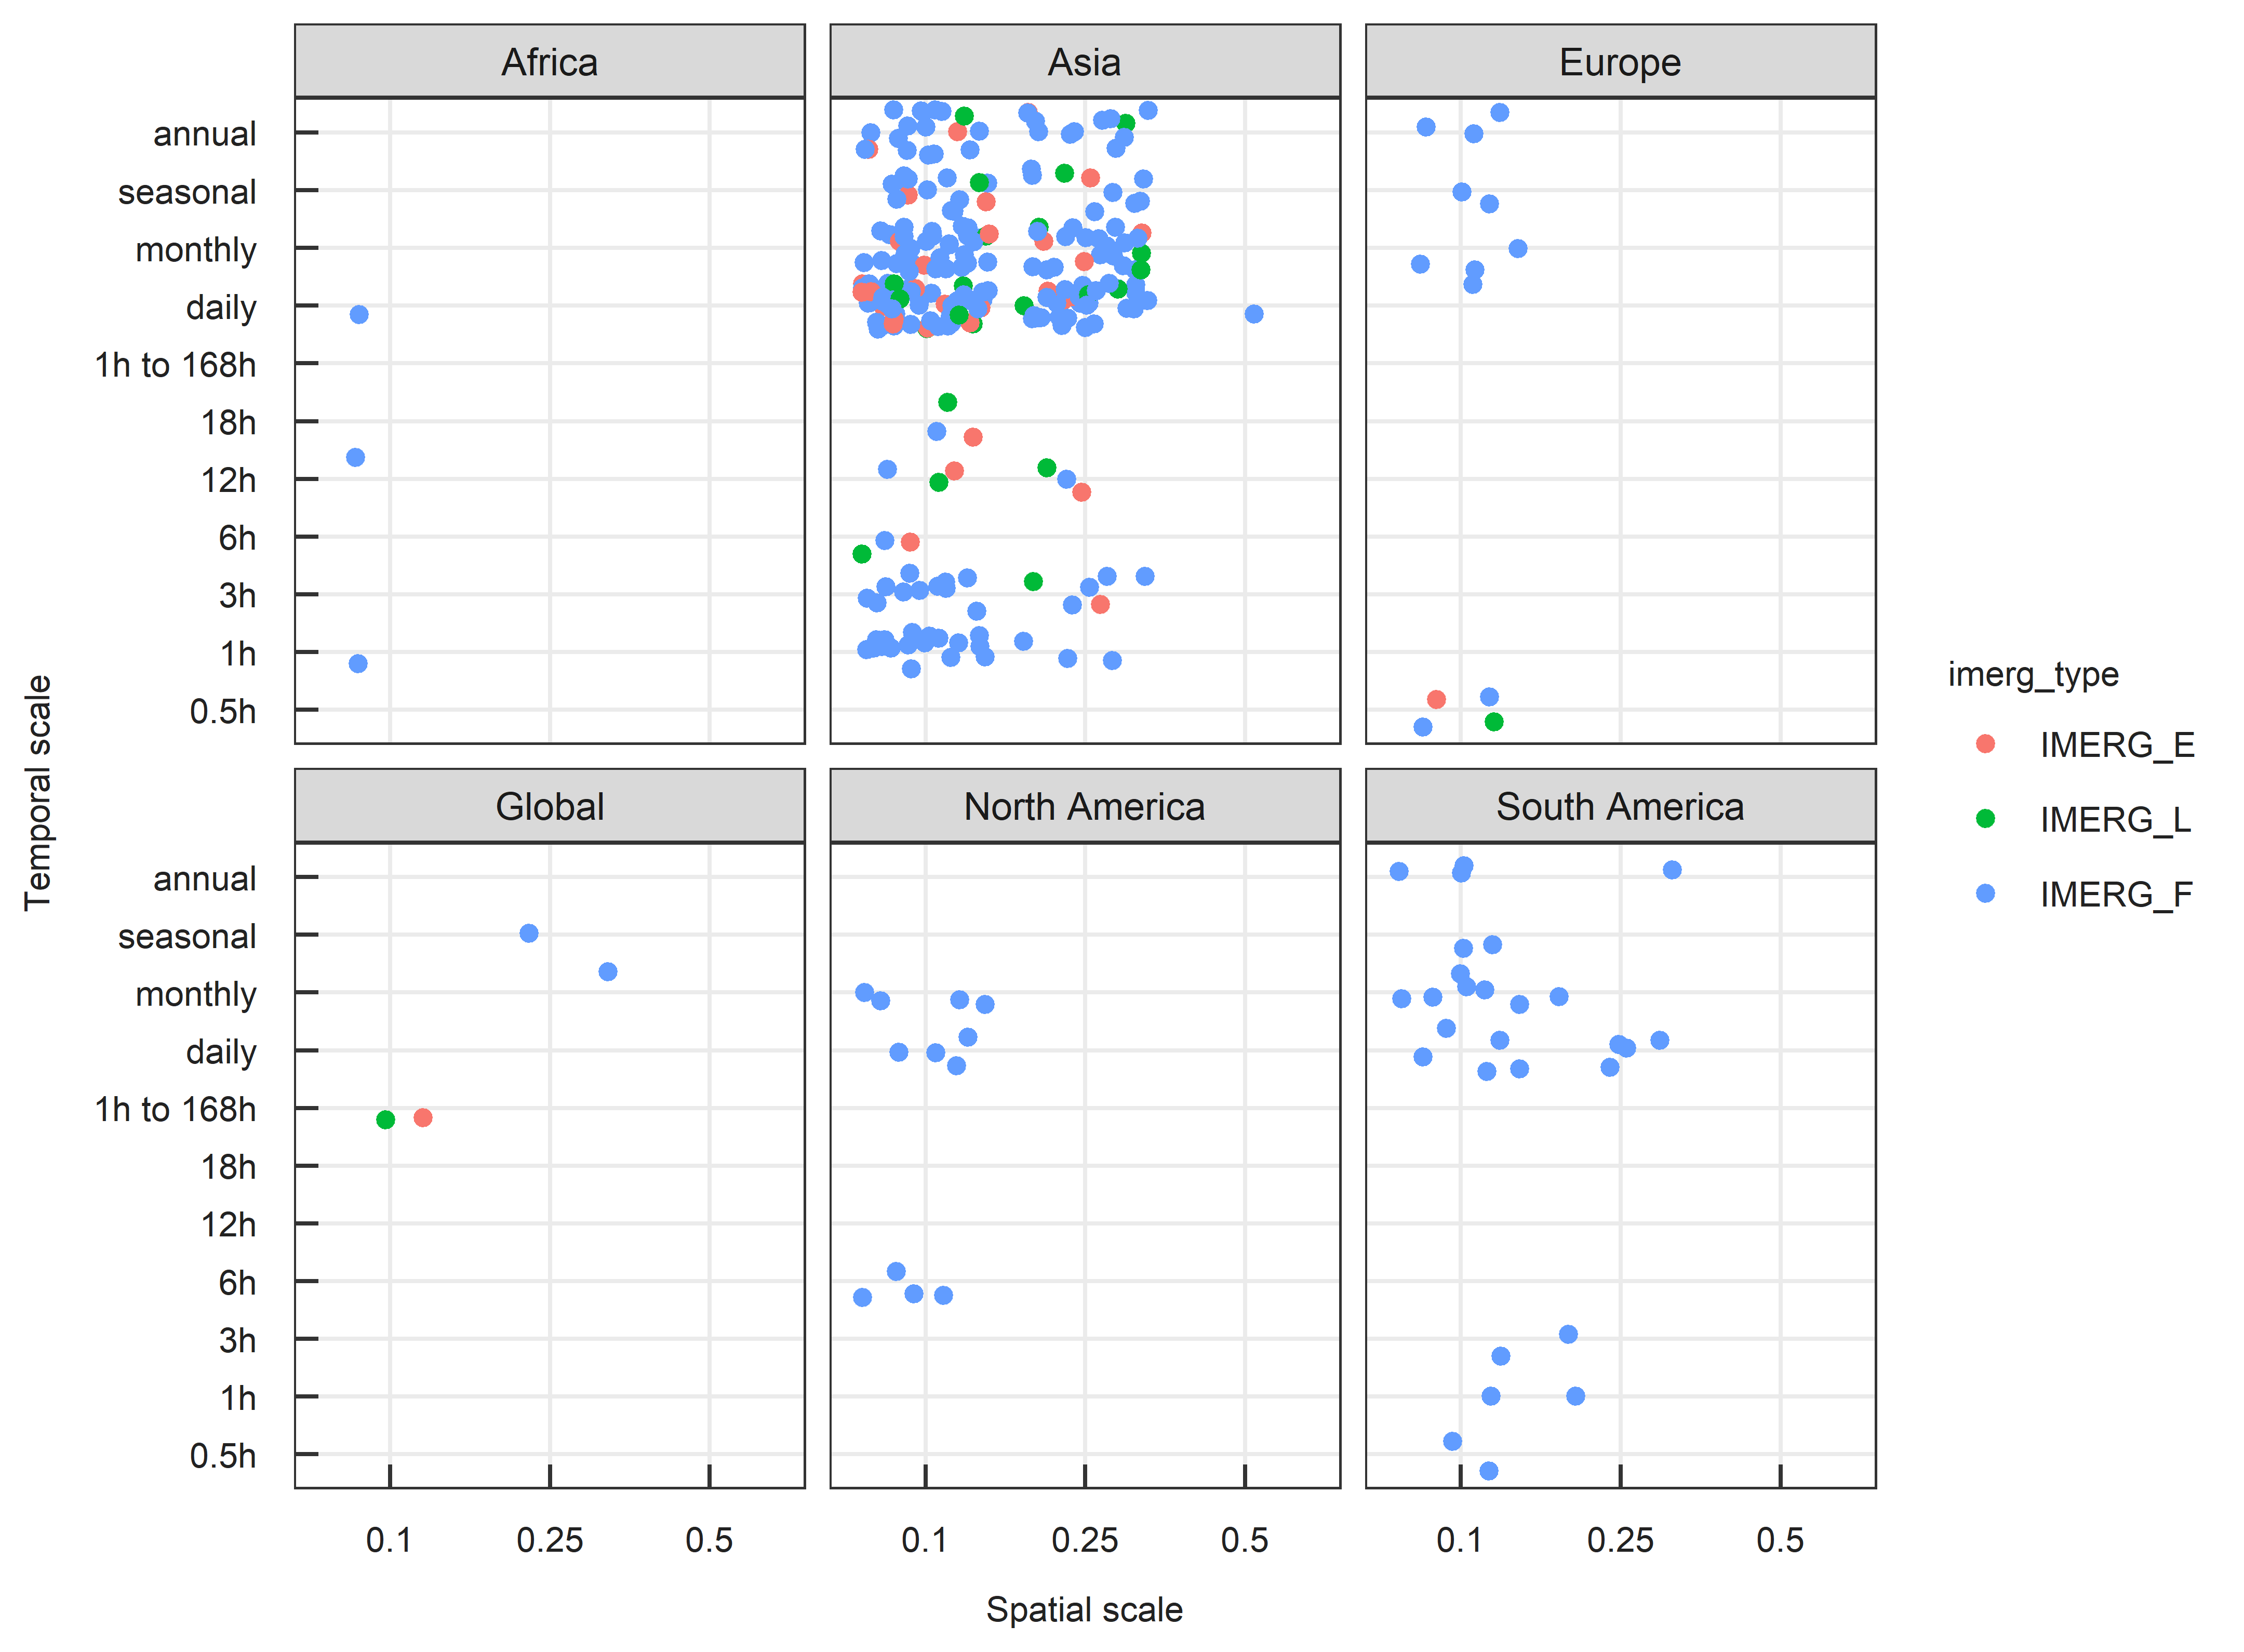 Africa
Asia
Europe
annual
seasonal
monthly
daily
1h to 168h
18h
12h
6h
3h
1h
0.5h
Temporal scale
Global
North America
South America
annual
seasonal
monthly
daily
1h to 168h
18h
12h
6h
3h
1h
0.5h
0.1 0.25 0.5
0.1 0.25 0.5
0.1 0.25 0.5
Spatial scale
imerg_type
IMERG_E
IMERG_L
IMERG_F